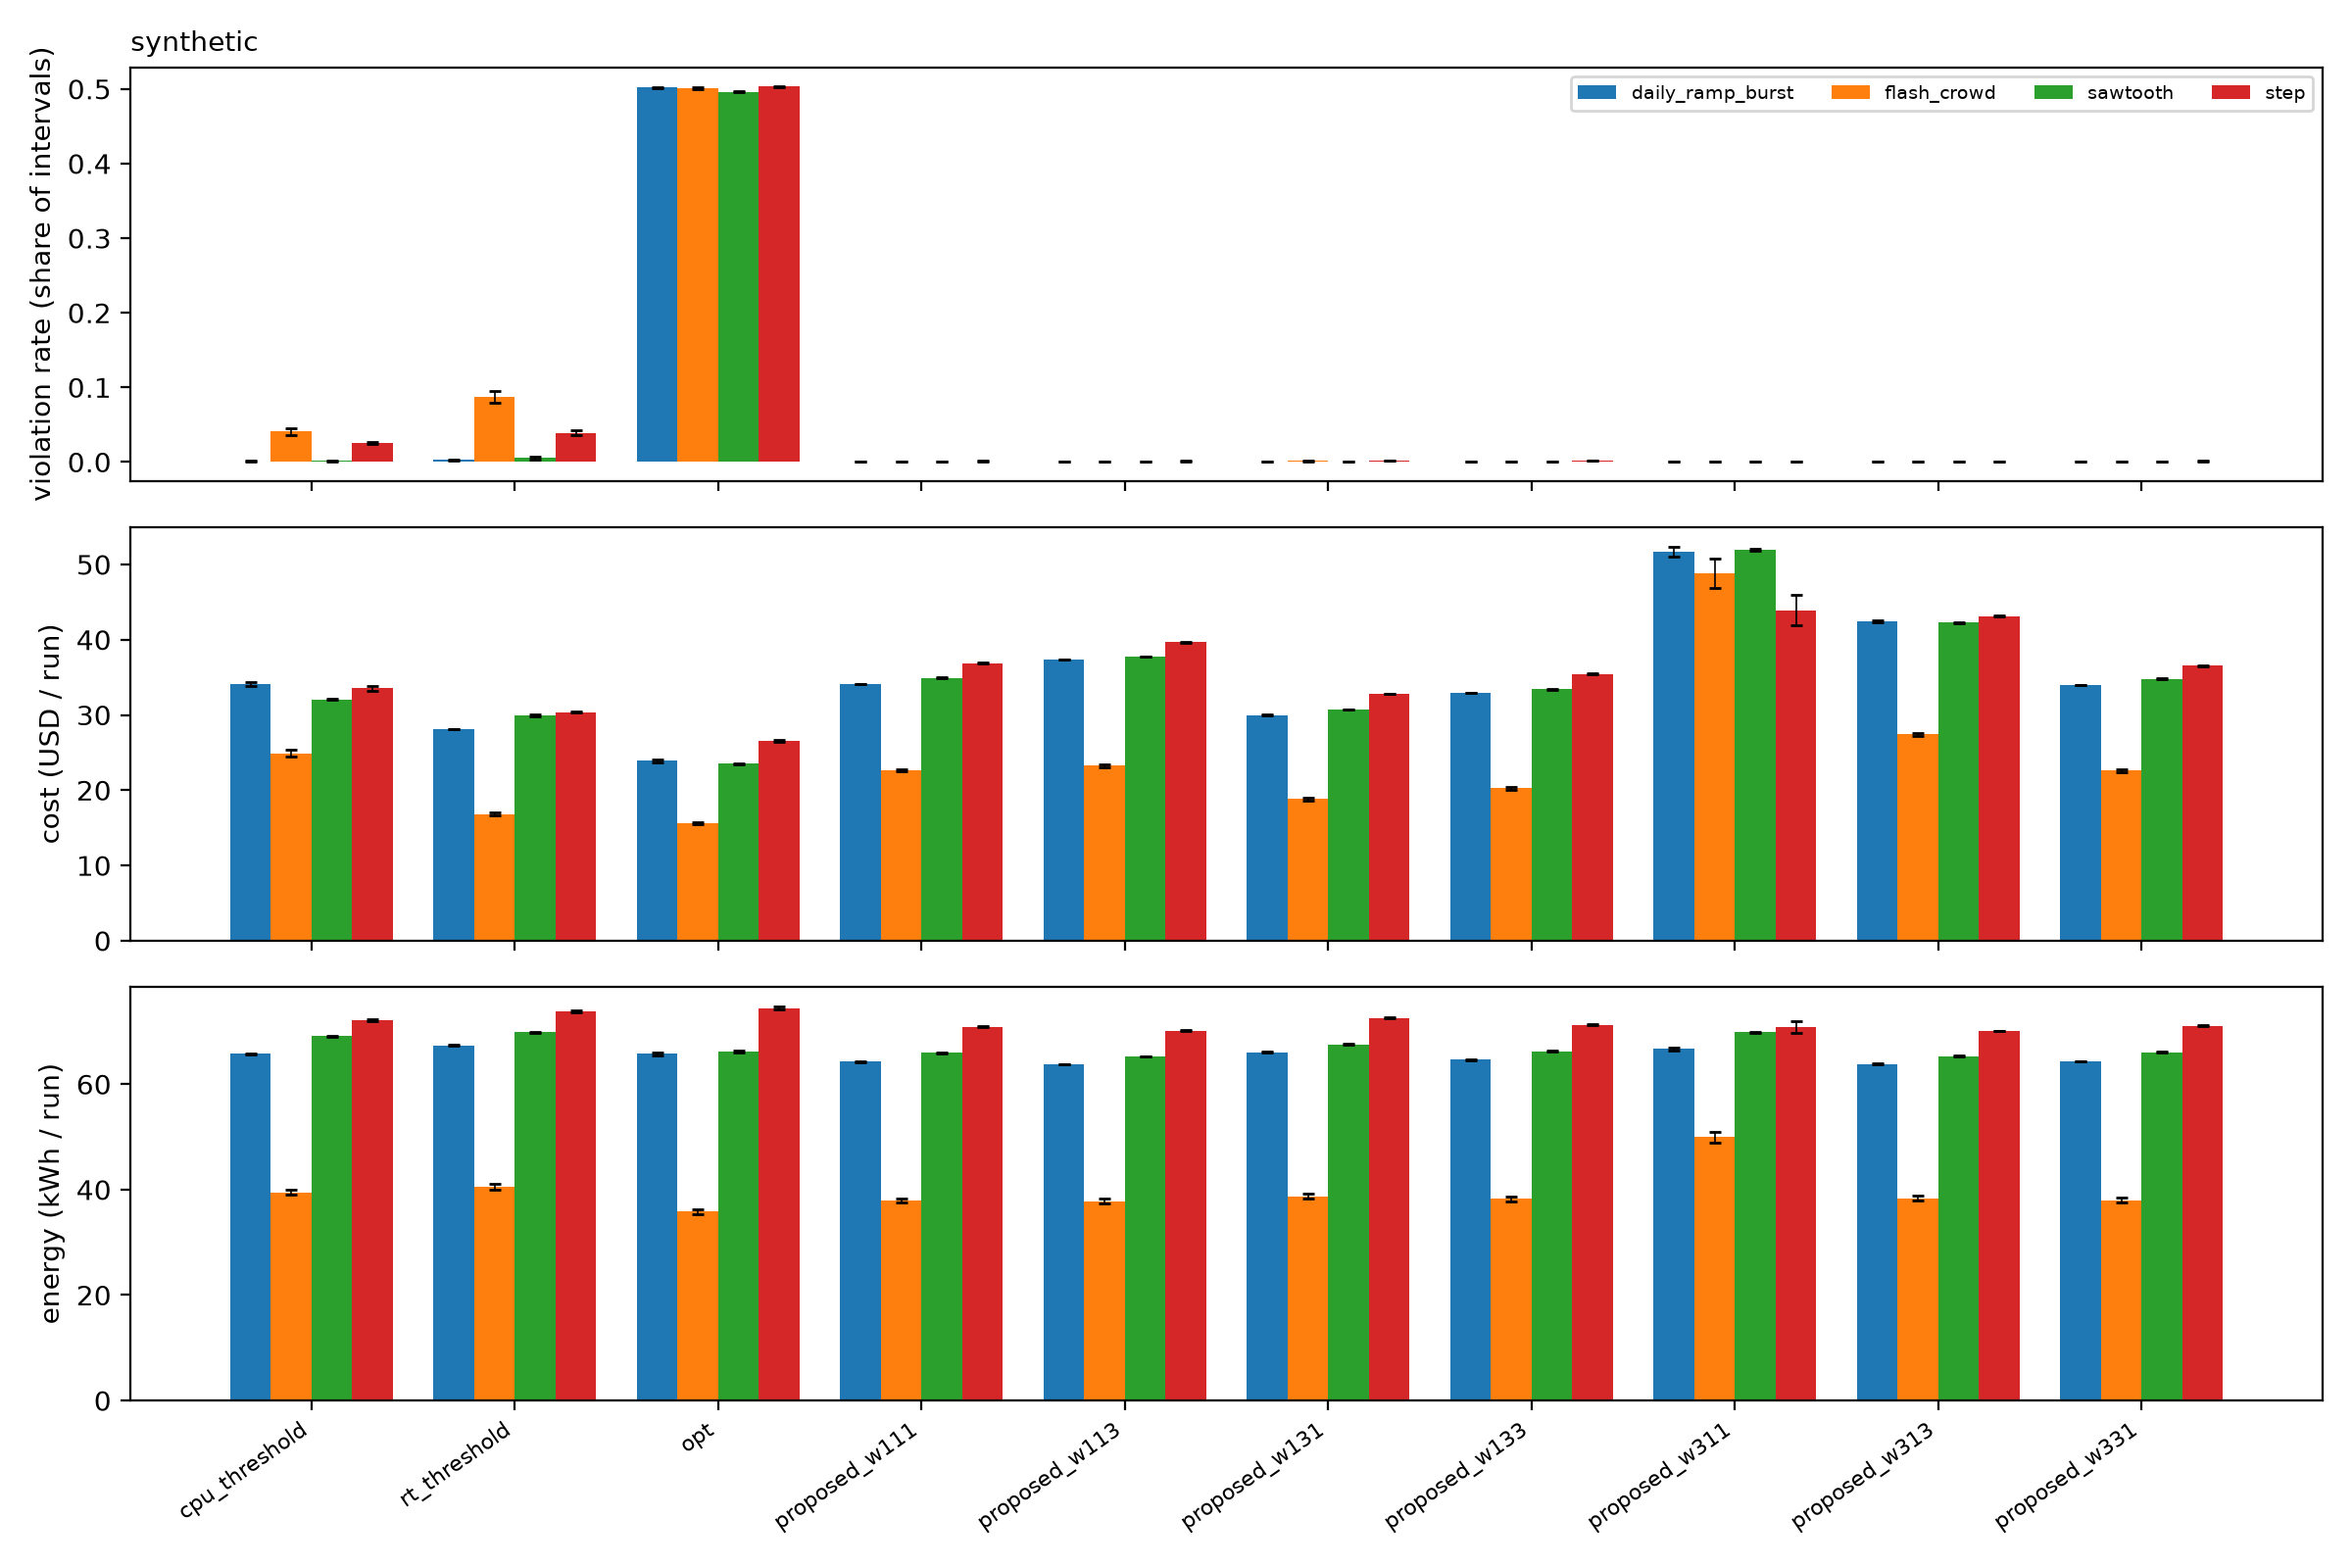 synthetic
violation rate (share of intervals)
0.5
0.4
0.3
0.2
0.1
0.0
daily_ramp_burst flash_crowd sawtooth step
cost (USD / run)
50
40
30
20
10
0
energy (kWh / run)
60
40
20
0
cpu_threshold
rt_threshold
opt
proposed_w111
proposed_w113
proposed_w131
proposed_w133
proposed_w311
proposed_w313
proposed_w331